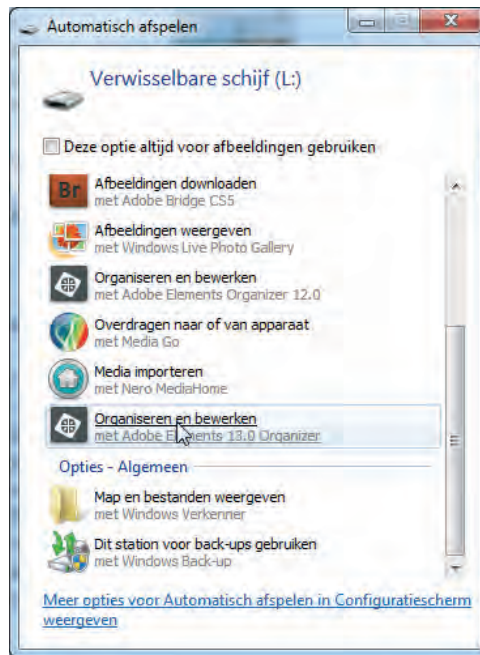 Automatisch afspelen
Verwisselbare schijf (L:)
Deze optie altijd voor afbeeldingen gebruiken
Br
Afbeeldingen downloaden
met Adobe Bridge CS5
Afbeeldingen weergeven
met Windows Live Photo Gallery
Organiseren en bewerken
met Adobe Elements Organizer 12.0
Overdragen naar of van apparaat
met Media Go
Media importeren
met Nero MediaHome
Organiseren en bewerken
met Adobe Elements 13.0 Organizer
Opties - Algemeen
Map en bestanden weergeven
met Windows Verkenner
Dit station voor back-ups gebruiken
met Windows Back-up
Meer opties voor Automatisch afspelen in Configuratiescherm
weergeven